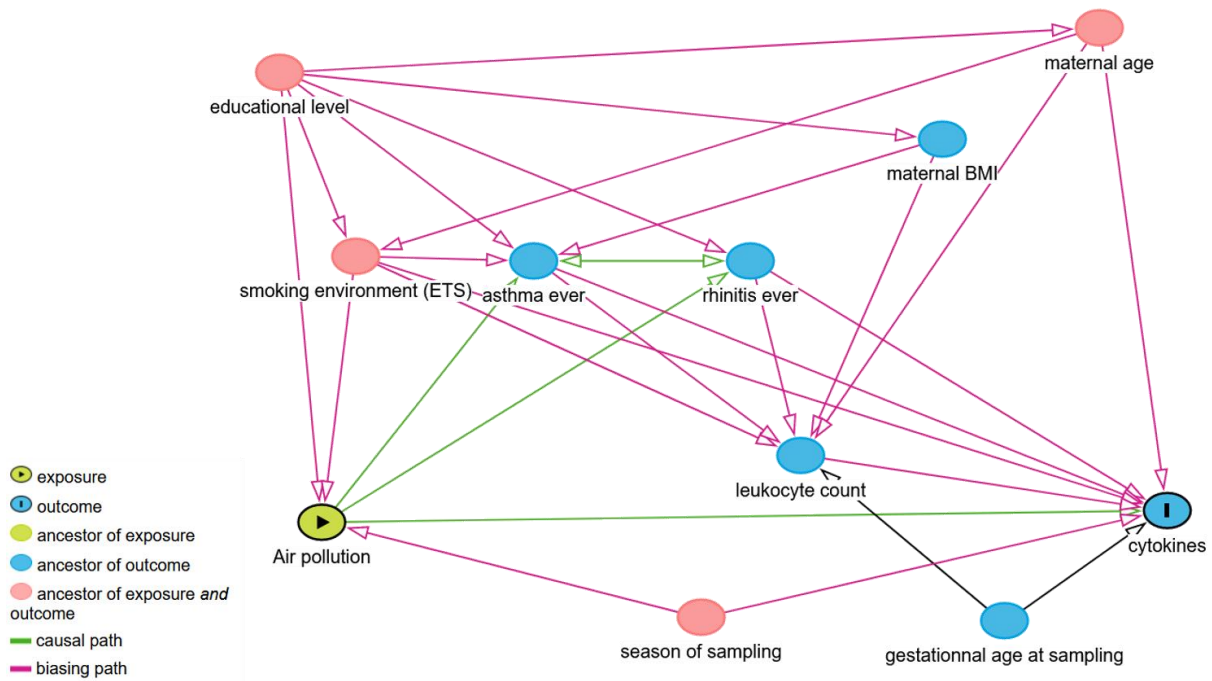 maternal age
educational level
maternal BMI
smoking environment (ETS)
asthma ever
rhinitis ever
leukocyte count
Air pollution
cytokines
season of sampling
gestationnal age at sampling
exposure
outcome
ancestor of exposure
ancestor of outcome
ancestor of exposure and
outcome
causal path
biasing path